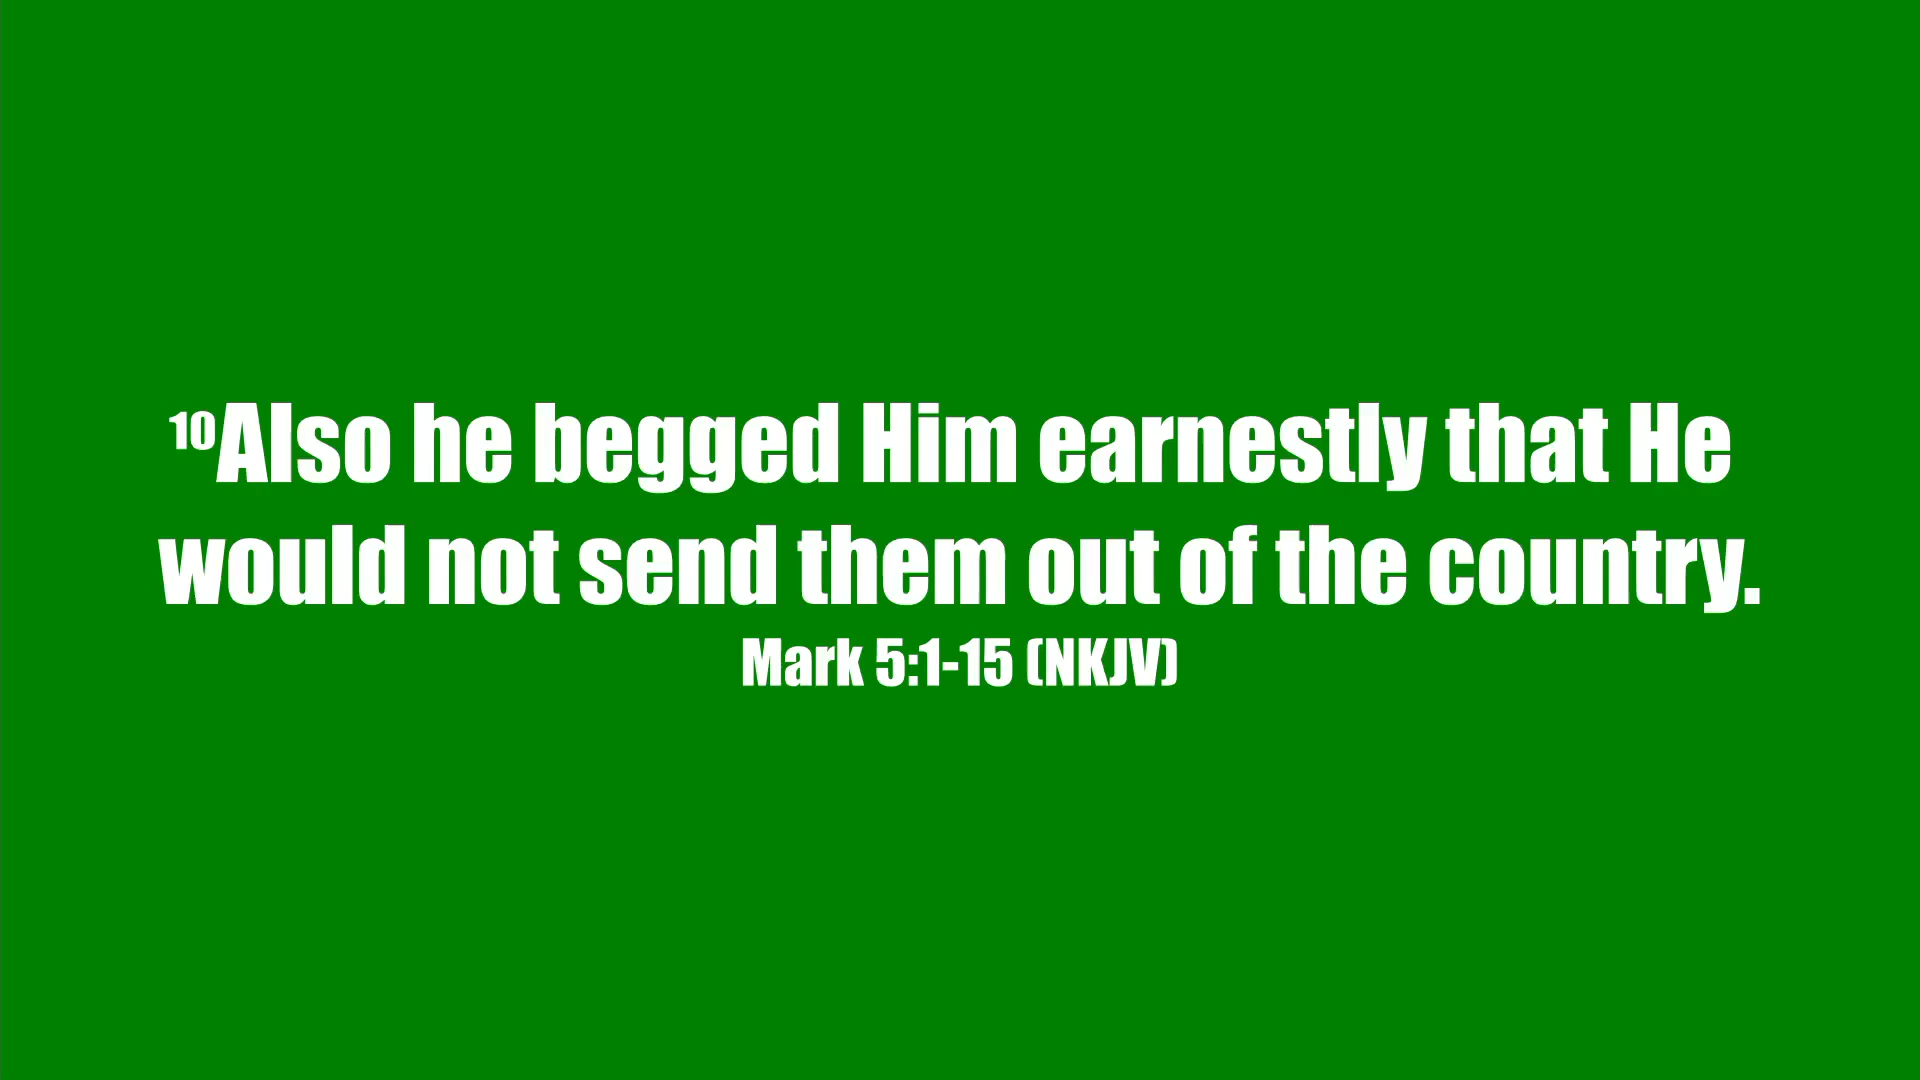 ¹⁰Also he begged Him earnestly that He
would not send them out of the country.
Mark 5:1-15 (NKJV)